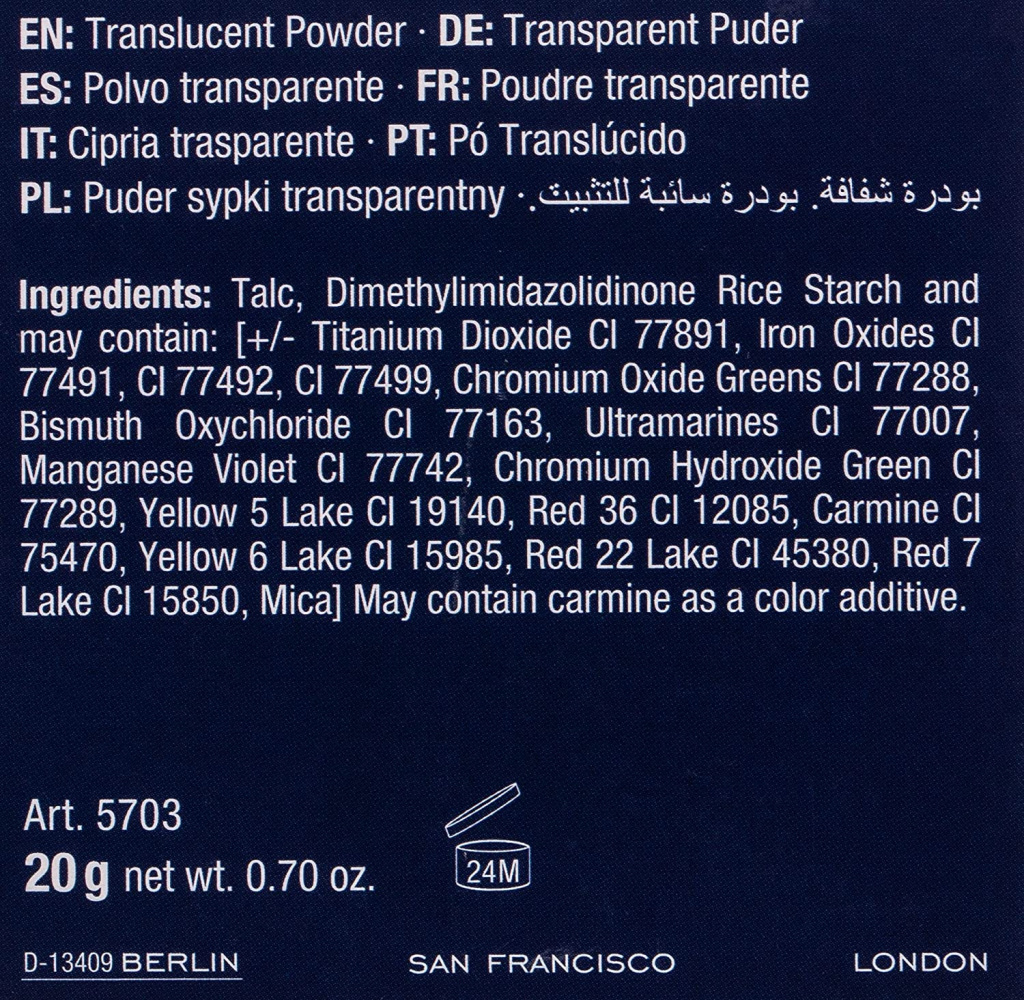 EN: Translucent Powder · DE: Transparent Puder
ES: Polvo transparente · FR: Poudre transparente
IT: Cipria trasparente · PT: Pó Translúcido
PL: Puder sypki transparentny · بودرة شفافة. بودرة سائبة للتثبيت.
Ingredients: Talc, Dimethylimidazolidinone Rice Starch and
may contain: [+/- Titanium Dioxide CI 77891, Iron Oxides CI
77491, CI 77492, CI 77499, Chromium Oxide Greens CI 77288,
Bismuth Oxychloride CI 77163, Ultramarines CI 77007,
Manganese Violet CI 77742, Chromium Hydroxide Green CI
77289, Yellow 5 Lake CI 19140, Red 36 CI 12085, Carmine CI
75470, Yellow 6 Lake CI 15985, Red 22 Lake CI 45380, Red 7
Lake CI 15850, Mica] May contain carmine as a color additive.
Art. 5703
20 g net wt. 0.70 oz.
24M
D-13409 BERLIN SAN FRANCISCO LONDON